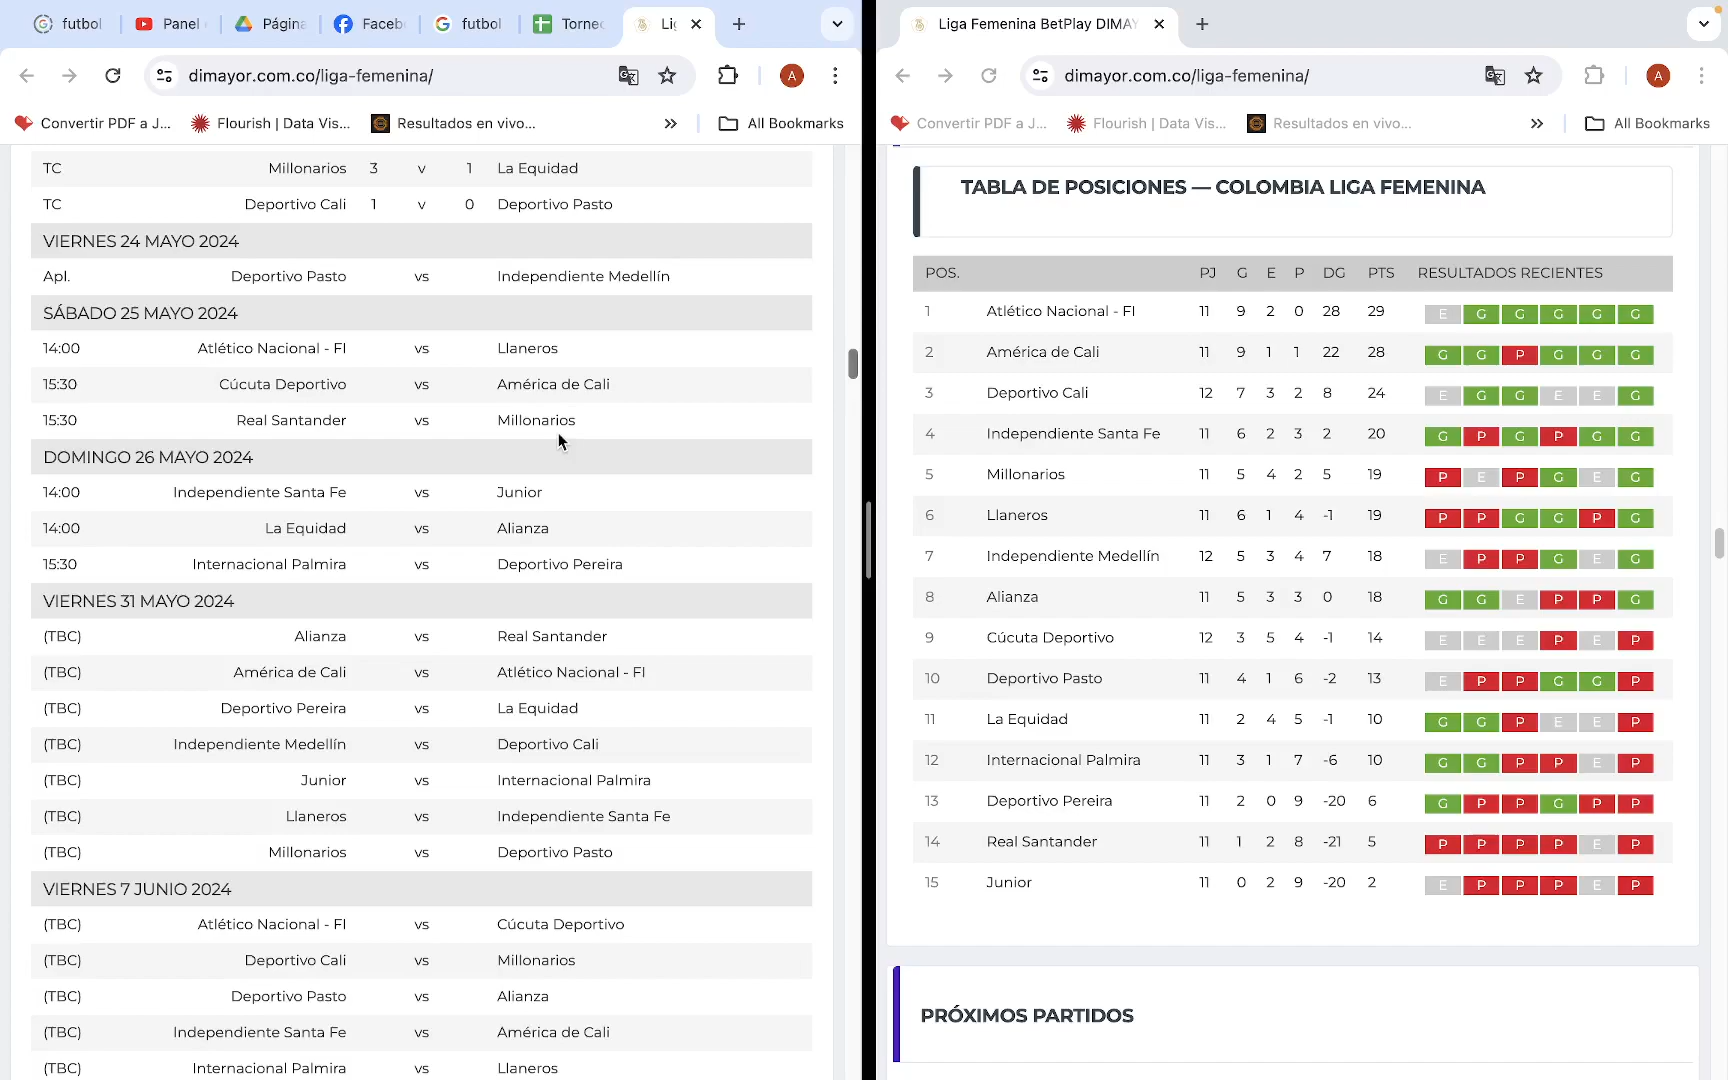 futbol
Panel
Página
Faceb
futbol
Torneo
Lig
dimayor.com.co/liga-femenina/
A
Convertir PDF a J...
Flourish | Data Vis...
Resultados en vivo...
»
All Bookmarks
TC Millonarios 3 v 1 La Equidad
TC Deportivo Cali 1 v 0 Deportivo Pasto
VIERNES 24 MAYO 2024
Apl. Deportivo Pasto vs Independiente Medellín
SÁBADO 25 MAYO 2024
14:00 Atlético Nacional - FI vs Llaneros
15:30 Cúcuta Deportivo vs América de Cali
15:30 Real Santander vs Millonarios
DOMINGO 26 MAYO 2024
14:00 Independiente Santa Fe vs Junior
14:00 La Equidad vs Alianza
15:30 Internacional Palmira vs Deportivo Pereira
VIERNES 31 MAYO 2024
(TBC) Alianza vs Real Santander
(TBC) América de Cali vs Atlético Nacional - FI
(TBC) Deportivo Pereira vs La Equidad
(TBC) Independiente Medellín vs Deportivo Cali
(TBC) Junior vs Internacional Palmira
(TBC) Llaneros vs Independiente Santa Fe
(TBC) Millonarios vs Deportivo Pasto
VIERNES 7 JUNIO 2024
(TBC) Atlético Nacional - FI vs Cúcuta Deportivo
(TBC) Deportivo Cali vs Millonarios
(TBC) Deportivo Pasto vs Alianza
(TBC) Independiente Santa Fe vs América de Cali
(TBC) Internacional Palmira vs Llaneros
Liga Femenina BetPlay DIMAY
dimayor.com.co/liga-femenina/
A
Convertir PDF a J...
Flourish | Data Vis...
Resultados en vivo...
»
All Bookmarks
TABLA DE POSICIONES — COLOMBIA LIGA FEMENINA
POS. PJ G E P DG PTS RESULTADOS RECIENTES
1 Atlético Nacional - FI 11 9 2 0 28 29 E G G G G G
2 América de Cali 11 9 1 1 22 28 G G P G G G
3 Deportivo Cali 12 7 3 2 8 24 E G G E E G
4 Independiente Santa Fe 11 6 2 3 2 20 G P G P G G
5 Millonarios 11 5 4 2 5 19 P E P G E G
6 Llaneros 11 6 1 4 -1 19 P P G G P G
7 Independiente Medellín 12 5 3 4 7 18 E P P G E G
8 Alianza 11 5 3 3 0 18 G G E P P G
9 Cúcuta Deportivo 12 3 5 4 -1 14 E E E P E P
10 Deportivo Pasto 11 4 1 6 -2 13 E P P G G P
11 La Equidad 11 2 4 5 -1 10 G G P E E P
12 Internacional Palmira 11 3 1 7 -6 10 G G P P E P
13 Deportivo Pereira 11 2 0 9 -20 6 G P P G P P
14 Real Santander 11 1 2 8 -21 5 P P P P E P
15 Junior 11 0 2 9 -20 2 E P P P E P
PRÓXIMOS PARTIDOS